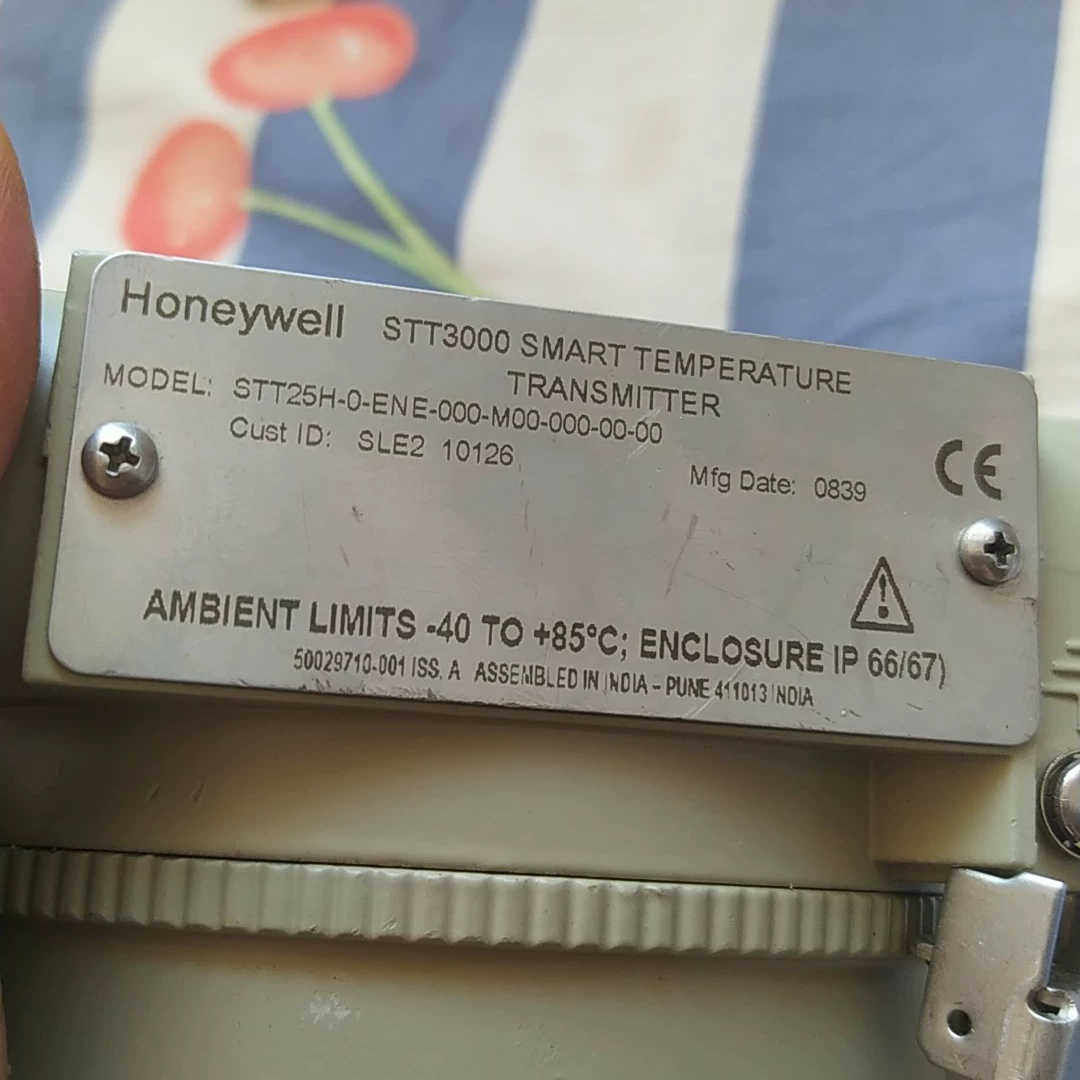 Honeywell STT3000 SMART TEMPERATURE
TRANSMITTER
MODEL: STT25H-0-ENE-000-M00-000-00-00
Cust ID: SLE2 10126
Mfg Date: 0839
CE
AMBIENT LIMITS -40 TO +85°C; ENCLOSURE IP 66/67)
50029710-001 ISS. A ASSEMBLED IN INDIA - PUNE 411013 INDIA